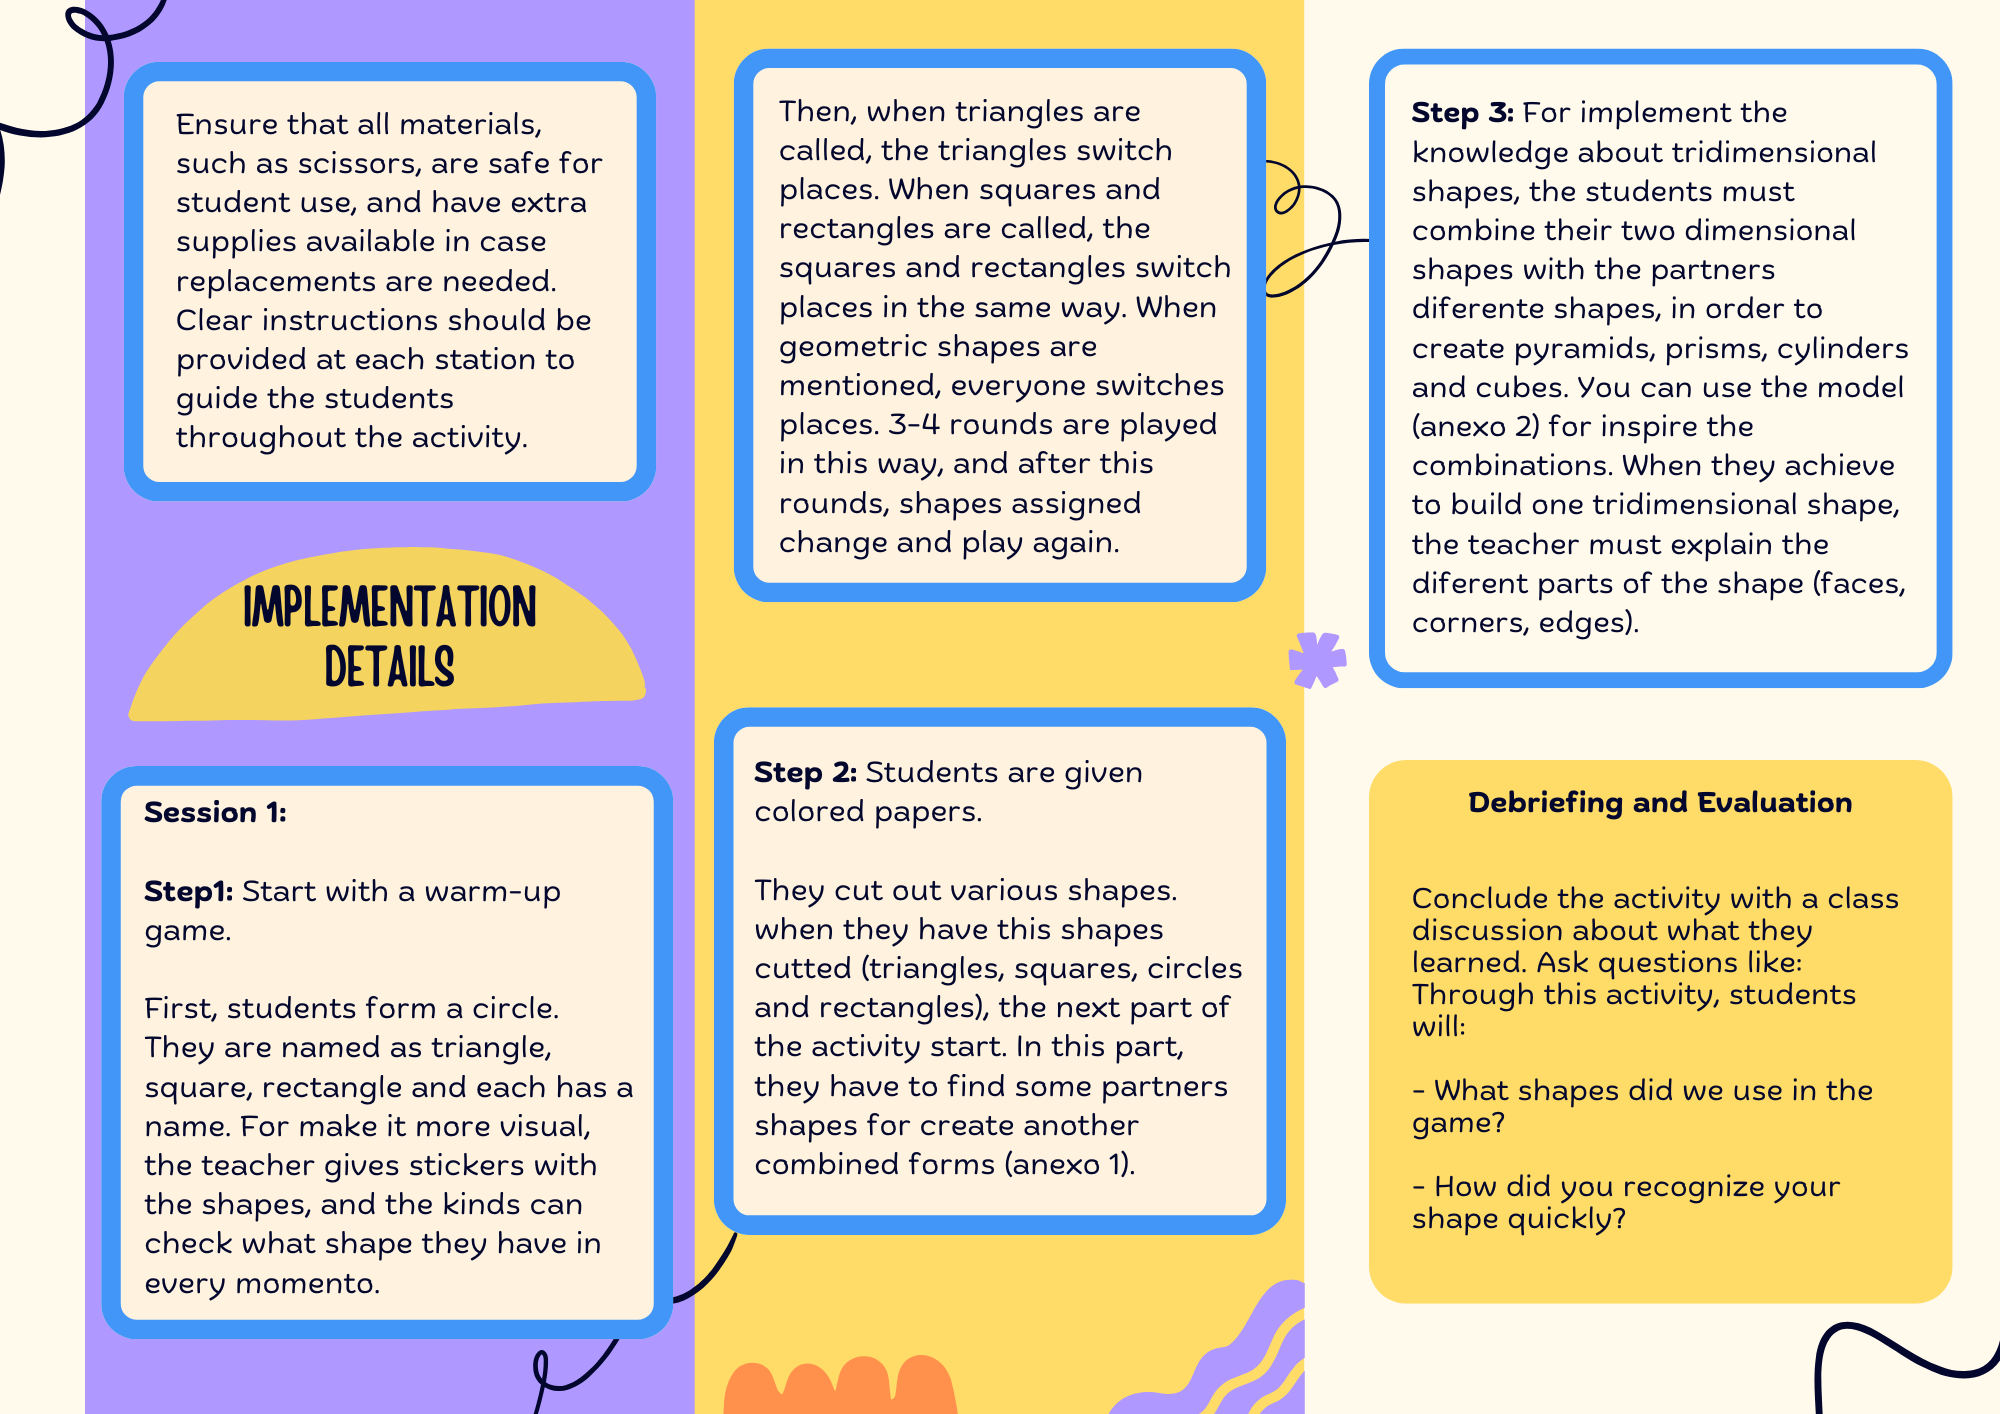 Ensure that all materials,
such as scissors, are safe for
student use, and have extra
supplies available in case
replacements are needed.
Clear instructions should be
provided at each station to
guide the students
throughout the activity.
IMPLEMENTATION
DETAILS
Session 1:
Step1: Start with a warm-up
game.
First, students form a circle.
They are named as triangle,
square, rectangle and each has a
name. For make it more visual,
the teacher gives stickers with
the shapes, and the kinds can
check what shape they have in
every momento.
Then, when triangles are
called, the triangles switch
places. When squares and
rectangles are called, the
squares and rectangles switch
places in the same way. When
geometric shapes are
mentioned, everyone switches
places. 3-4 rounds are played
in this way, and after this
rounds, shapes assigned
change and play again.
Step 2: Students are given
colored papers.
They cut out various shapes.
when they have this shapes
cutted (triangles, squares, circles
and rectangles), the next part of
the activity start. In this part,
they have to find some partners
shapes for create another
combined forms (anexo 1).
Step 3: For implement the
knowledge about tridimensional
shapes, the students must
combine their two dimensional
shapes with the partners
diferente shapes, in order to
create pyramids, prisms, cylinders
and cubes. You can use the model
(anexo 2) for inspire the
combinations. When they achieve
to build one tridimensional shape,
the teacher must explain the
diferent parts of the shape (faces,
corners, edges).
Debriefing and Evaluation
Conclude the activity with a class
discussion about what they
learned. Ask questions like:
Through this activity, students
will:
- What shapes did we use in the
game?
- How did you recognize your
shape quickly?